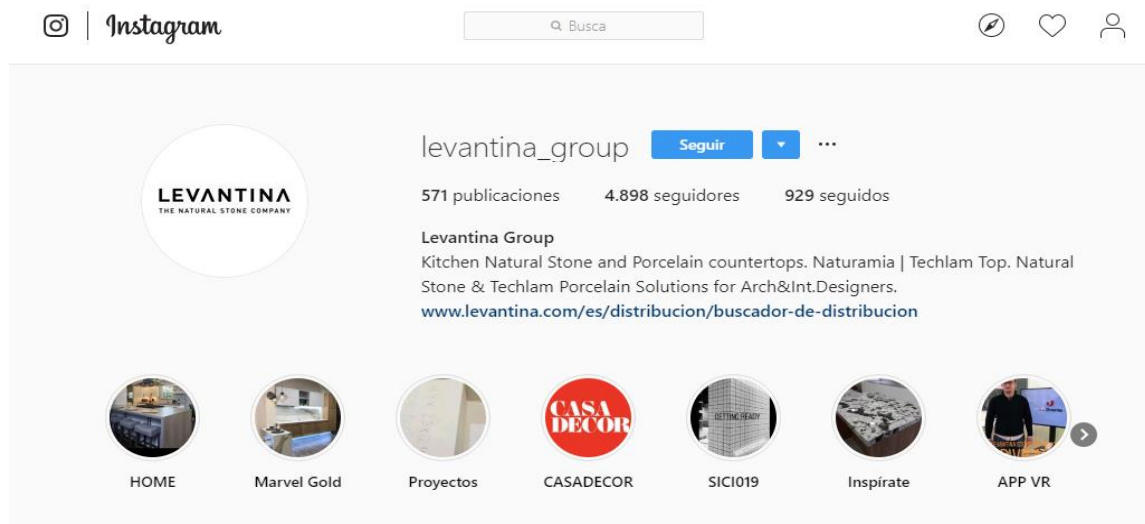 Instagram
Busca
levantina_group Seguir ...
571 publicaciones 4.898 seguidores 929 seguidos
LEVANTINA
THE NATURAL STONE COMPANY
Levantina Group
Kitchen Natural Stone and Porcelain countertops. Naturamia | Techlam Top. Natural
Stone & Techlam Porcelain Solutions for Arch&Int.Designers.
www.levantina.com/es/distribucion/buscador-de-distribucion
CASA
DECOR
GETTING READY
HOME Marvel Gold Proyectos CASADECOR SICI019 Inspírate APP VR